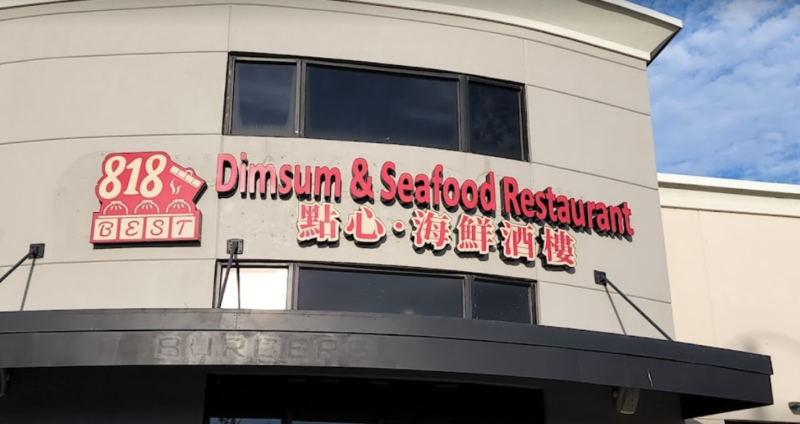 818
BEST
Dimsum & Seafood Restaurant
點心·海鮮酒樓
BURGERS